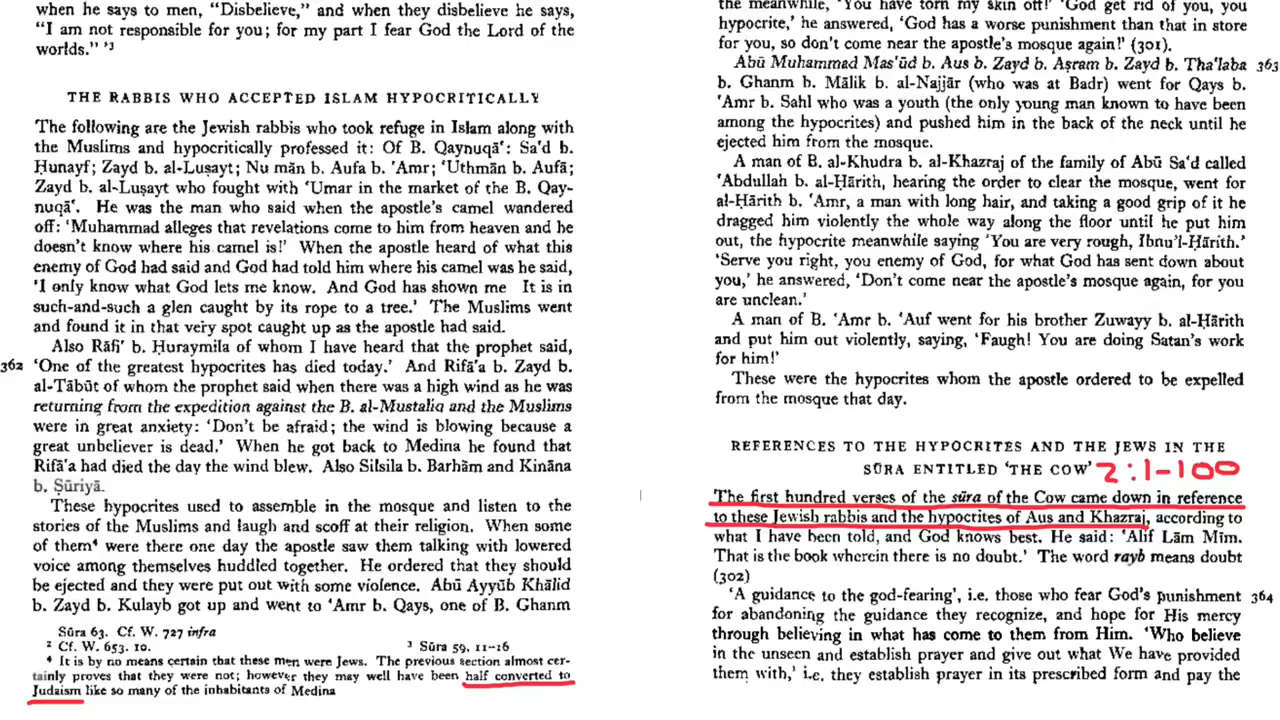 when he says to men, "Disbelieve," and when they disbelieve he says,
"I am not responsible for you; for my part I fear God the Lord of the
worlds." '3
THE RABBIS WHO ACCEPTED ISLAM HYPOCRITICALLY
The following are the Jewish rabbis who took refuge in Islam along with
the Muslims and hypocritically professed it: Of B. Qaynuqā‘: Sa‘d b.
Ḥunayf; Zayd b. al-Luṣayt; Nu mān b. Aufa b. ‘Amr; ‘Uthmān b. Aufā;
Zayd b. al-Luṣayt who fought with ‘Umar in the market of the B. Qay-
nuqā‘. He was the man who said when the apostle's camel wandered
off: ‘Muhammad alleges that revelations come to him from heaven and he
doesn't know where his camel is!’ When the apostle heard of what this
enemy of God had said and God had told him where his camel was he said,
‘I only know what God lets me know. And God has shown me It is in
such-and-such a glen caught by its rope to a tree.’ The Muslims went
and found it in that very spot caught up as the apostle had said.
Also Rāfi‘ b. Ḥuraymila of whom I have heard that the prophet said,
362 ‘One of the greatest hypocrites has died today.’ And Rifā‘a b. Zayd b.
al-Tābūt of whom the prophet said when there was a high wind as he was
returning from the expedition against the B. al-Mustaliq and the Muslims
were in great anxiety: ‘Don't be afraid; the wind is blowing because a
great unbeliever is dead.’ When he got back to Medina he found that
Rifā‘a had died the day the wind blew. Also Silsila b. Barhām and Kināna
b. Ṣūriyā.
These hypocrites used to assemble in the mosque and listen to the
stories of the Muslims and laugh and scoff at their religion. When some
of them4 were there one day the apostle saw them talking with lowered
voice among themselves huddled together. He ordered that they should
be ejected and they were put out with some violence. Abū Ayyūb Khālid
b. Zayd b. Kulayb got up and went to ‘Amr b. Qays, one of B. Ghanm
Sūra 63. Cf. W. 727 infra
2 Cf. W. 653. 10. 3 Sūra 59. 11-16
4 It is by no means certain that these men were Jews. The previous section almost cer-
tainly proves that they were not; however they may well have been half converted to
Judaism like so many of the inhabitants of Medina
the meanwhile, ‘You have torn my skin off!’ ‘God get rid of you, you
hypocrite,’ he answered, ‘God has a worse punishment than that in store
for you, so don't come near the apostle's mosque again!’ (301).
Abū Muhammad Mas‘ūd b. Aus b. Zayd b. Aṣram b. Zayd b. Tha‘laba 363
b. Ghanm b. Mālik b. al-Najjār (who was at Badr) went for Qays b.
‘Amr b. Sahl who was a youth (the only young man known to have been
among the hypocrites) and pushed him in the back of the neck until he
ejected him from the mosque.
A man of B. al-Khudra b. al-Khazraj of the family of Abū Sa‘d called
‘Abdullah b. al-Ḥārith, hearing the order to clear the mosque, went for
al-Ḥārith b. ‘Amr, a man with long hair, and taking a good grip of it he
dragged him violently the whole way along the floor until he put him
out, the hypocrite meanwhile saying ‘You are very rough, Ibnu'l-Ḥārith.’
‘Serve you right, you enemy of God, for what God has sent down about
you,’ he answered, ‘Don't come near the apostle's mosque again, for you
are unclean.’
A man of B. ‘Amr b. ‘Auf went for his brother Zuwayy b. al-Ḥārith
and put him out violently, saying, ‘Faugh! You are doing Satan's work
for him!’
These were the hypocrites whom the apostle ordered to be expelled
from the mosque that day.
REFERENCES TO THE HYPOCRITES AND THE JEWS IN THE
SŪRA ENTITLED ‘THE COW’ 2:1-100
The first hundred verses of the sūra of the Cow came down in reference
to these Jewish rabbis and the hypocrites of Aus and Khazraj, according to
what I have been told, and God knows best. He said: ‘Alif Lām Mīm.
That is the book wherein there is no doubt.’ The word rayb means doubt
(302)
‘A guidance to the god-fearing’, i.e. those who fear God's punishment 364
for abandoning the guidance they recognize, and hope for His mercy
through believing in what has come to them from Him. ‘Who believe
in the unseen and establish prayer and give out what We have provided
them with,’ i.e. they establish prayer in its prescribed form and pay the